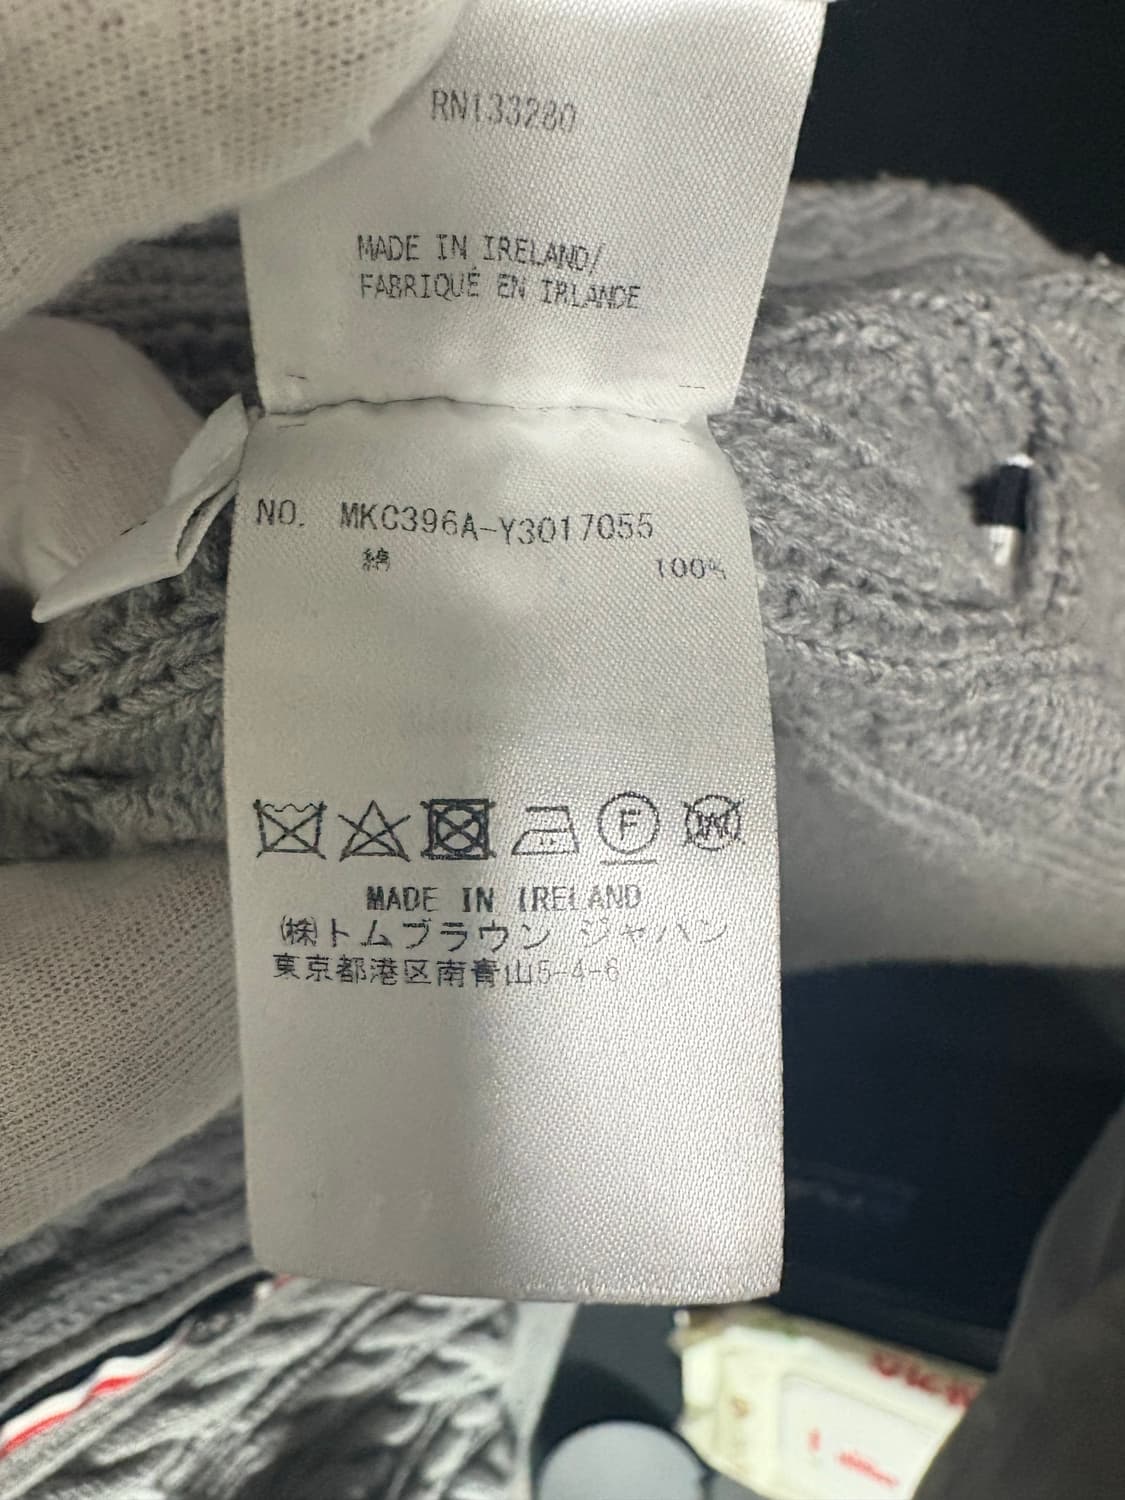 RN133280
MADE IN IRELAND/
FABRIQUÉ EN IRLANDE
NO. MKC396A-Y3017055
綿 100%
F
W
MADE IN IRELAND
㈱トムブラウン ジャパン
東京都港区南青山5-4-6